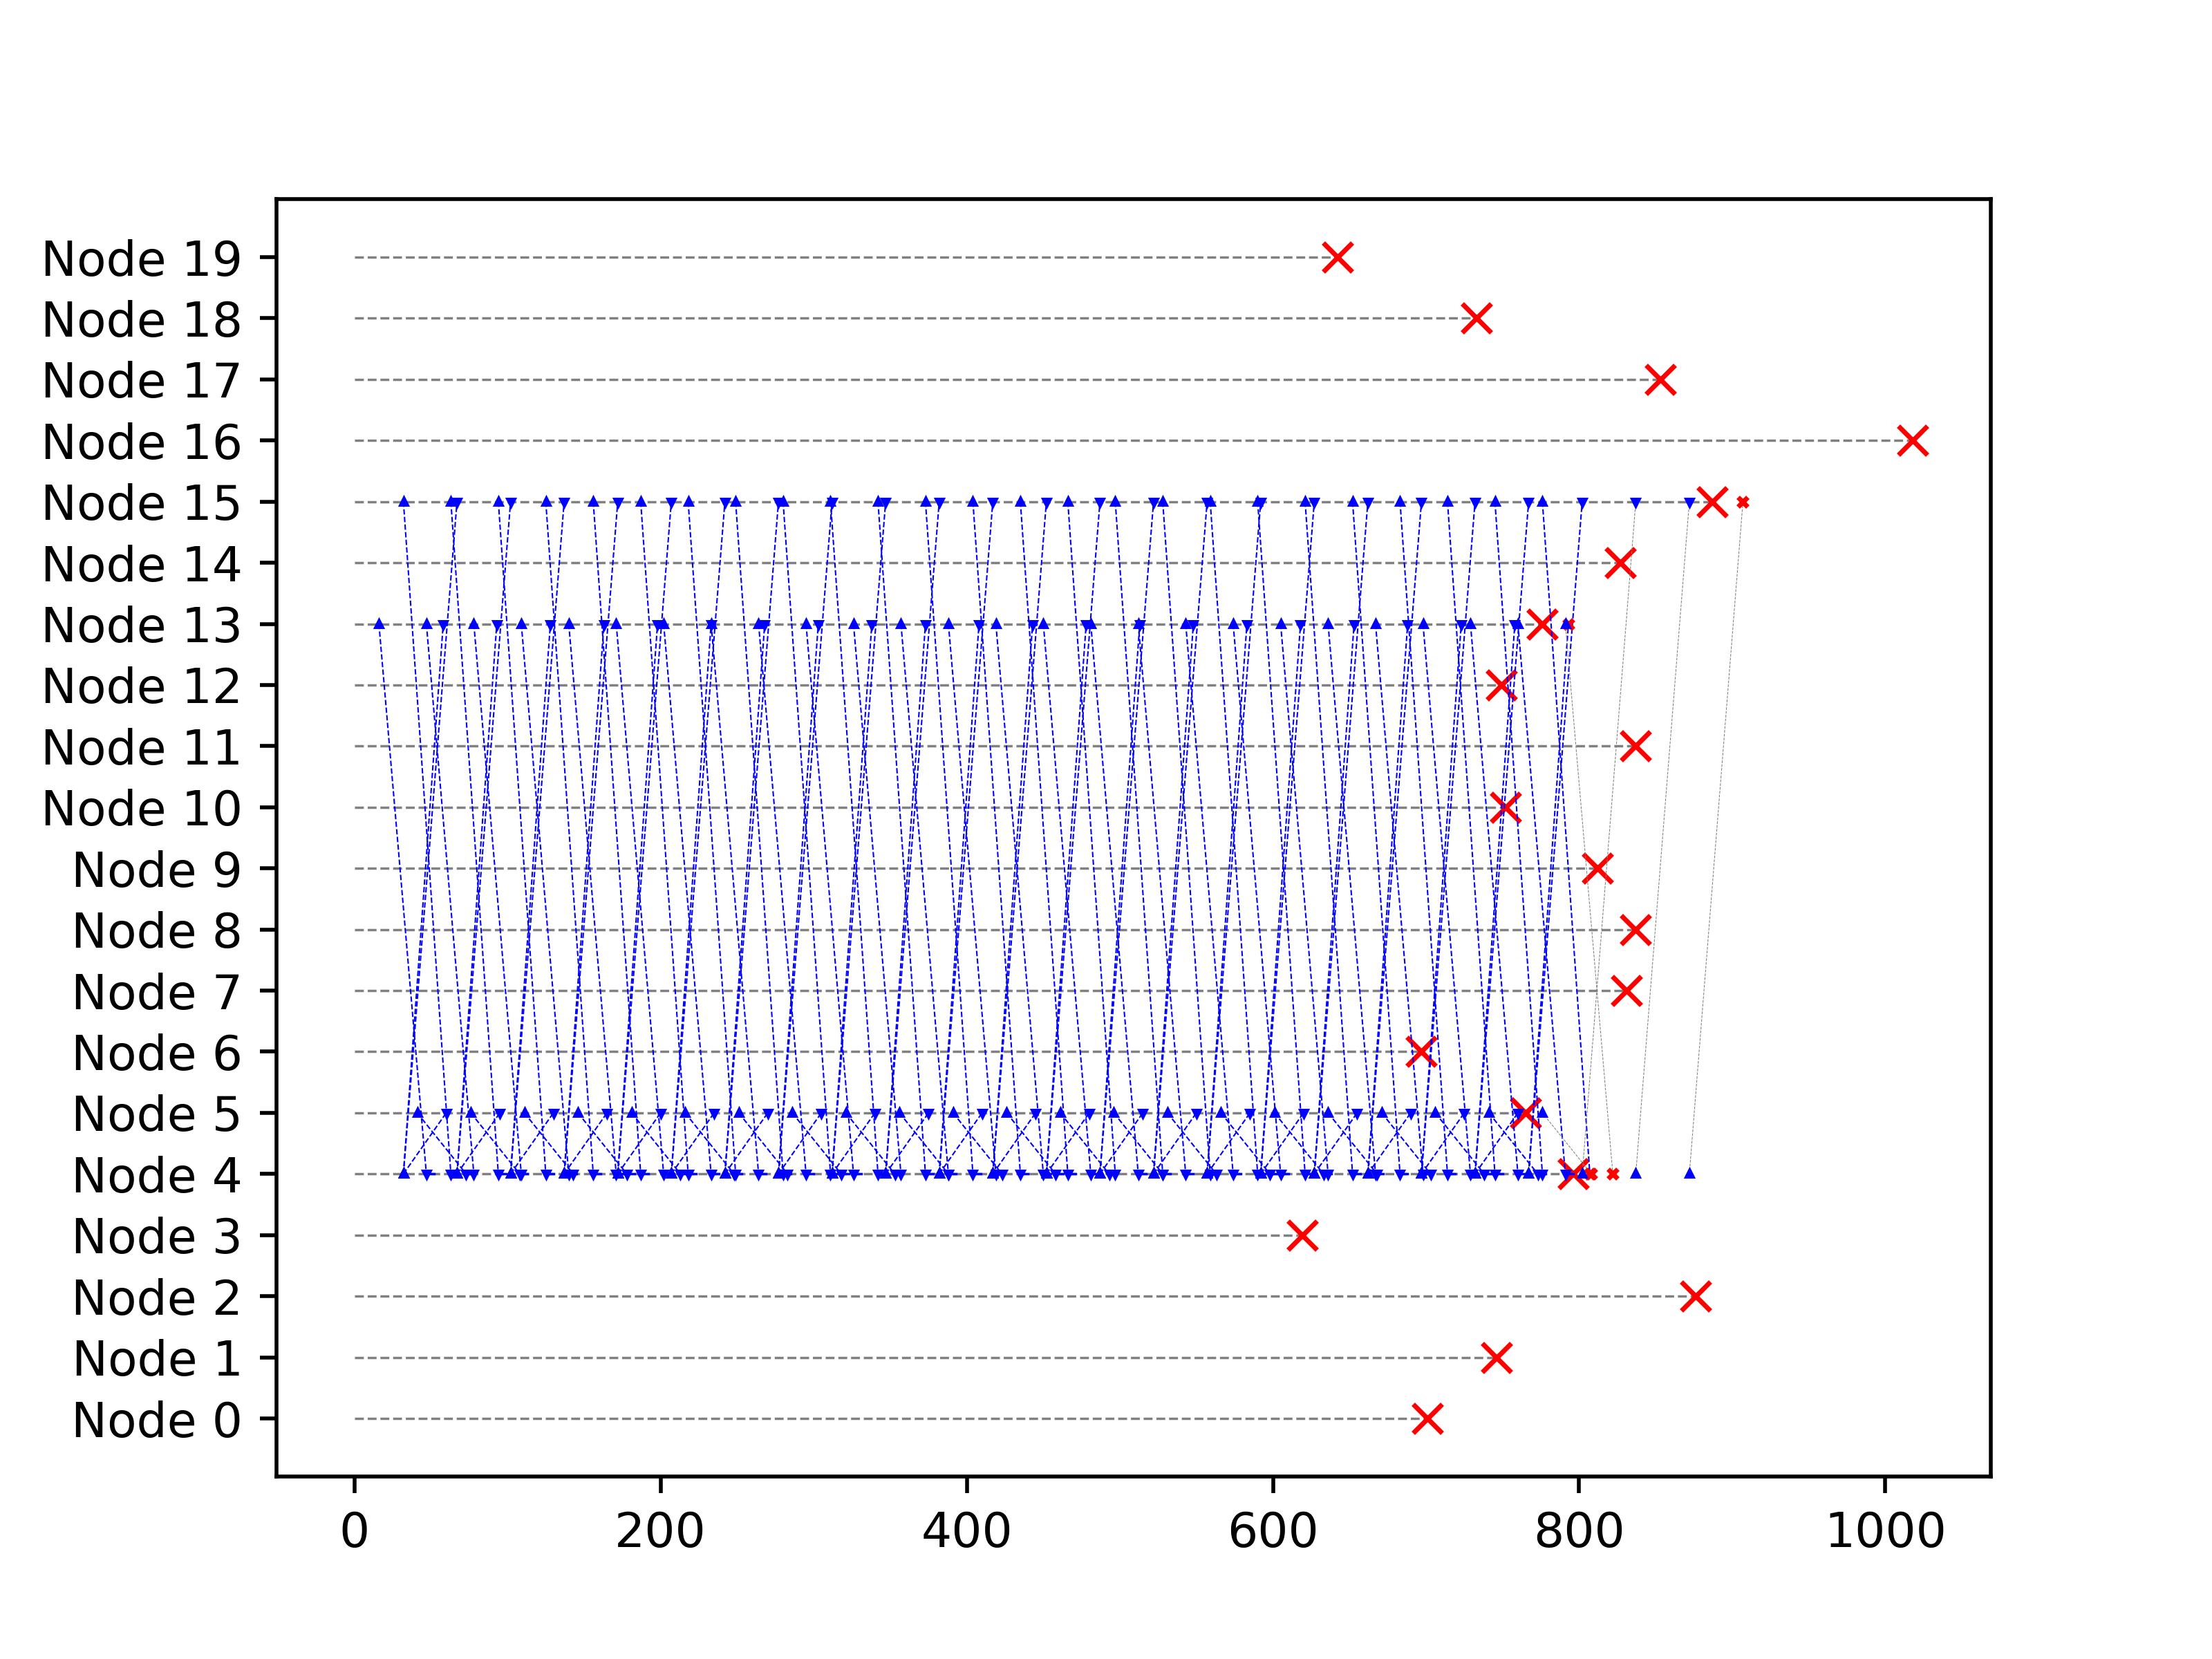 Node 19
Node 18
Node 17
Node 16
Node 15
Node 14
Node 13
Node 12
Node 11
Node 10
Node 9
Node 8
Node 7
Node 6
Node 5
Node 4
Node 3
Node 2
Node 1
Node 0
0 200 400 600 800 1000